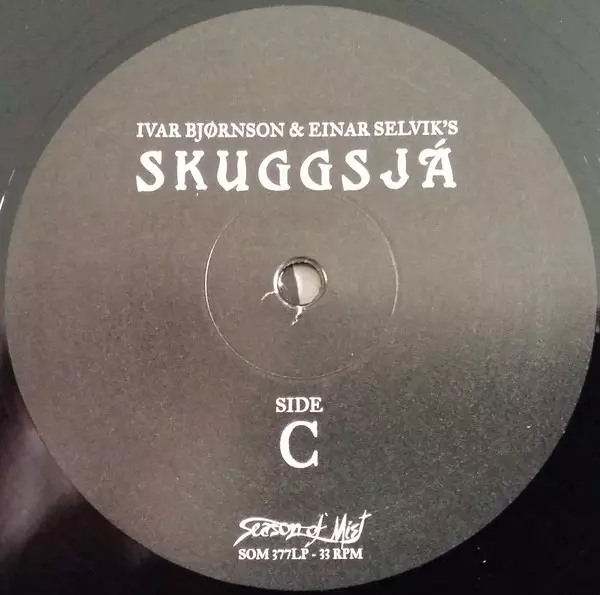 IVAR BJØRNSON & EINAR SELVIK'S
SKUGGSJÁ
SIDE
C
Season of Mist
SOM 377LP - 33 RPM